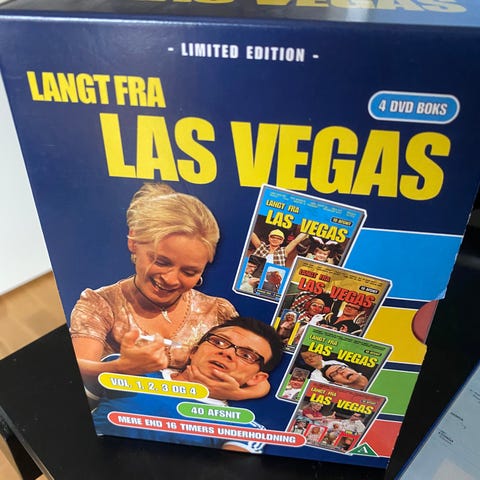 - LIMITED EDITION -
LANGT FRA
LAS VEGAS
4 DVD BOKS
LANGT FRA
LAS VEGAS
LANGT FRA
LAS VEGAS
LANGT FRA
LAS VEGAS
LANGT FRA
LAS VEGAS
VOL. 1, 2, 3 OG 4
40 AFSNIT
MERE END 16 TIMERS UNDERHOLDNING